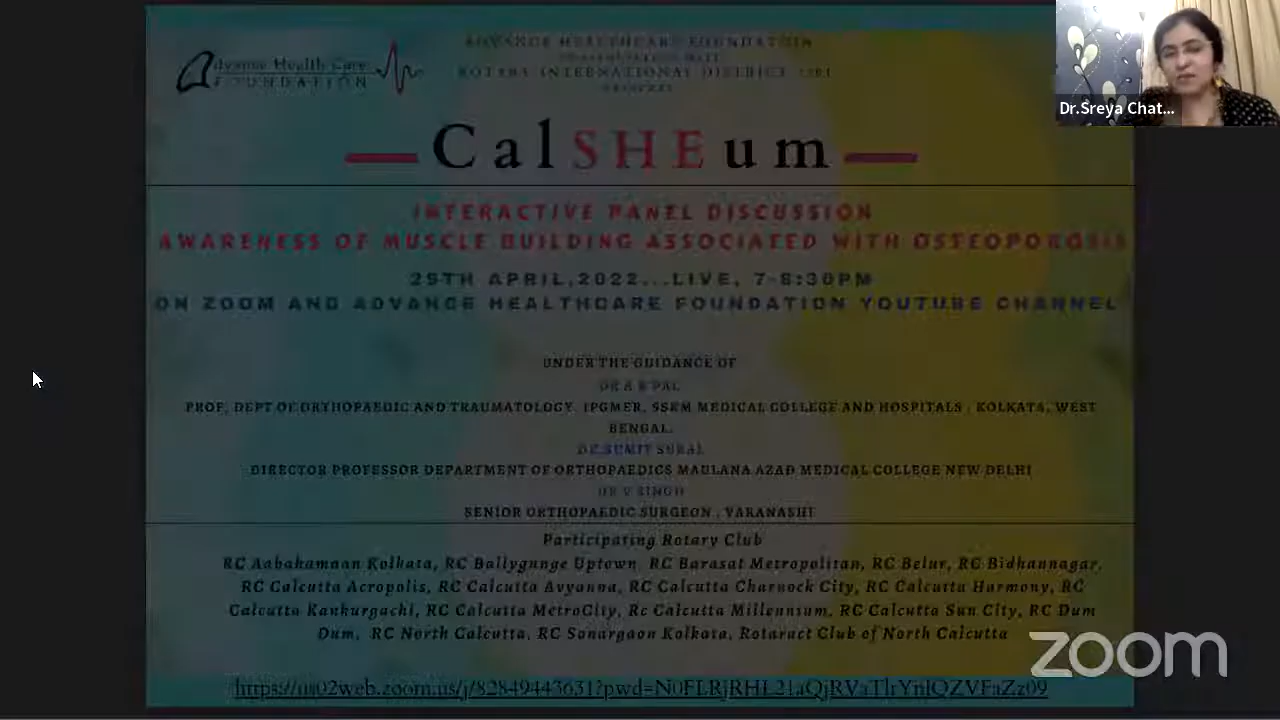 Advance Health Care
FOUNDATION
ADVANCE HEALTHCARE FOUNDATION
ROTARY INTERNATIONAL DISTRICT
Dr.Sreya Chat...
CalSHEum
INTERACTIVE PANEL DISCUSSION
AWARENESS OF MUSCLE BUILDING ASSOCIATED WITH OSTEOPOROSIS
29TH APRIL,2022...LIVE, 7-8:30PM
ON ZOOM AND ADVANCE HEALTHCARE FOUNDATION YOUTUBE CHANNEL
UNDER THE GUIDANCE OF
PROF, DEPT OF ORTHOPAEDIC AND TRAUMATOLOGY, IPGMER, SSKM MEDICAL COLLEGE AND HOSPITALS , KOLKATA, WEST
BENGAL.
DR.SUMIT SURAL
DIRECTOR PROFESSOR DEPARTMENT OF ORTHOPAEDICS MAULANA AZAD MEDICAL COLLEGE NEW DELHI
DR V SINGH
SENIOR ORTHOPAEDIC SURGEON , VARANASHI
Participating Rotary Club
RC Aabahamaan Kolkata, RC Ballygunge Uptown, RC Barasat Metropolitan, RC Belur, RC Bidhannagar,
RC Calcutta Acropolis, RC Calcutta Avyanna, RC Calcutta Charnock City, RC Calcutta Harmony, RC
Calcutta Kankurgachi, RC Calcutta MetroCity, Rc Calcutta Millennium, RC Calcutta Sun City, RC Dum
Dum, RC North Calcutta, RC Sonargaon Kolkata, Rotaract Club of North Calcutta
zoom